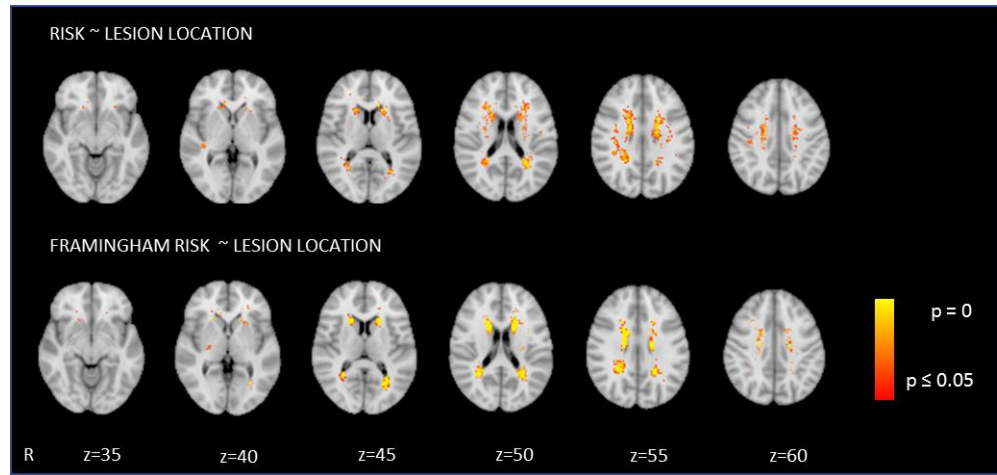 RISK ~ LESION LOCATION
FRAMINGHAM RISK ~ LESION LOCATION
p = 0
p ≤ 0.05
R z=35 z=40 z=45 z=50 z=55 z=60